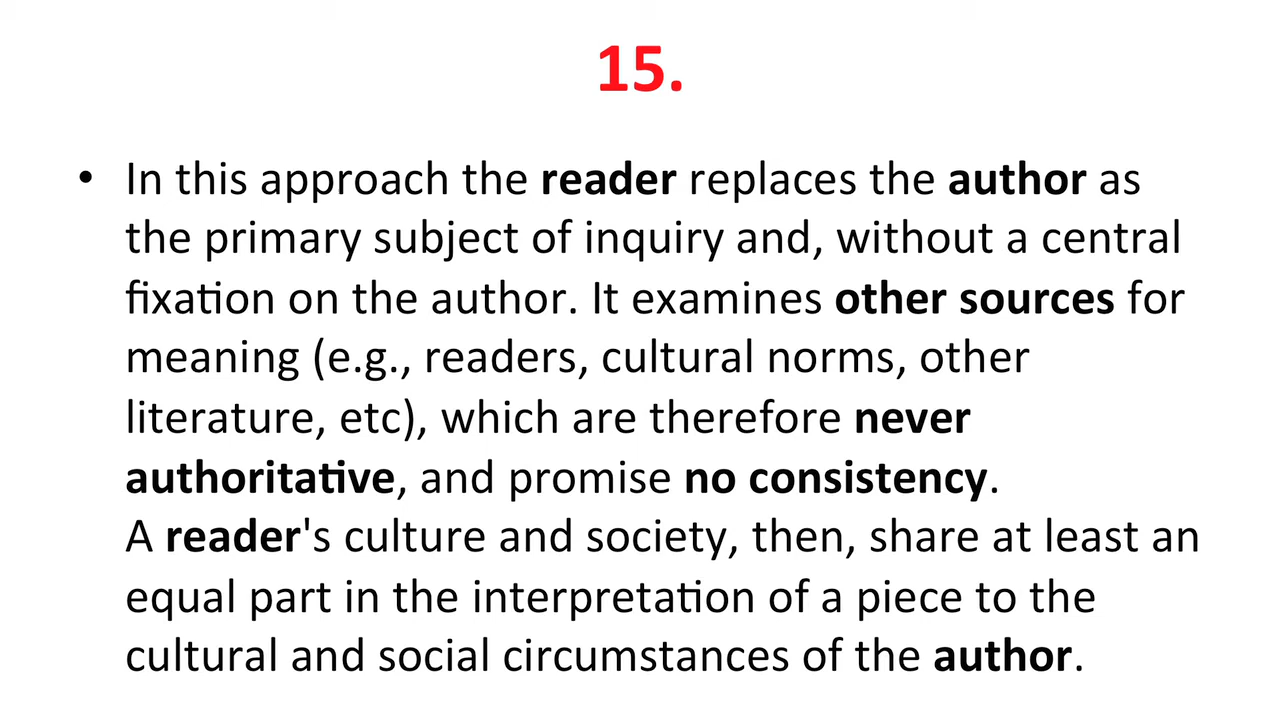 15.
• In this approach the reader replaces the author as
the primary subject of inquiry and, without a central
fixation on the author. It examines other sources for
meaning (e.g., readers, cultural norms, other
literature, etc), which are therefore never
authoritative, and promise no consistency.
A reader's culture and society, then, share at least an
equal part in the interpretation of a piece to the
cultural and social circumstances of the author.